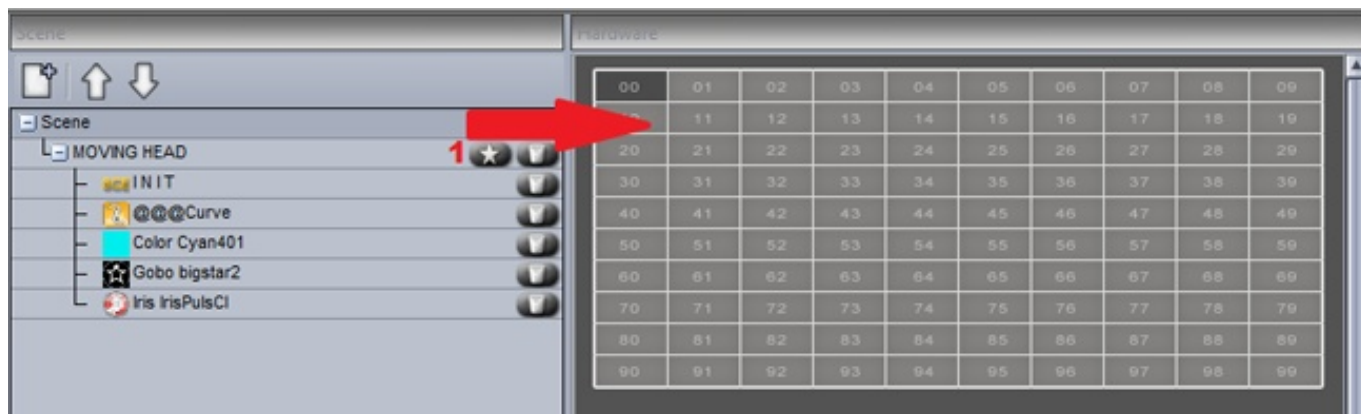 Scene
Hardware
Scene
MOVING HEAD
1
INIT
@@@Curve
Color Cyan401
Gobo bigstar2
Iris IrisPulsCl
00 01 02 03 04 05 06 07 08 09
11 12 13 14 15 16 17 18 19
20 21 22 23 24 25 26 27 28 29
30 31 32 33 34 35 36 37 38 39
40 41 42 43 44 45 46 47 48 49
50 51 52 53 54 55 56 57 58 59
60 61 62 63 64 65 66 67 68 69
70 71 72 73 74 75 76 77 78 79
80 81 82 83 84 85 86 87 88 89
90 91 92 93 94 95 96 97 98 99